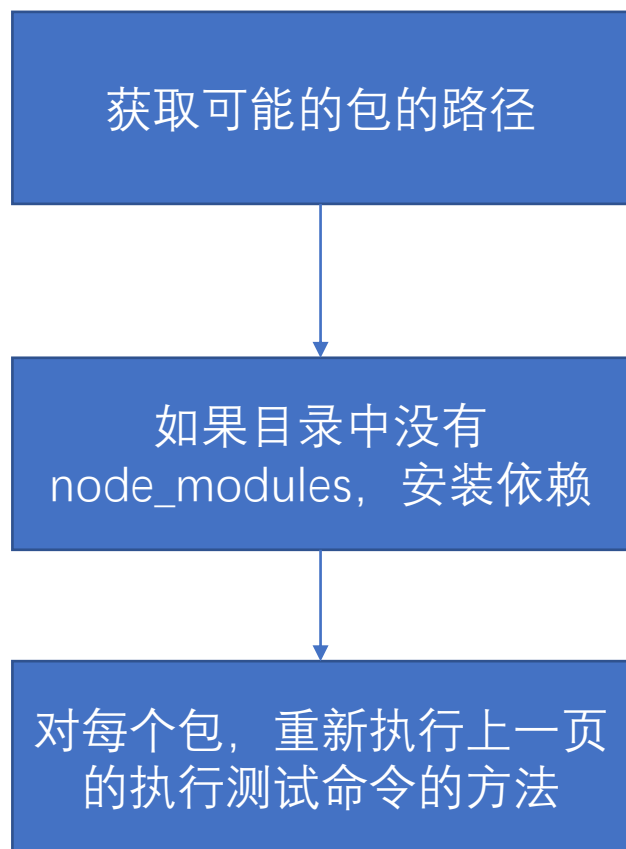 获取可能的包的路径
如果目录中没有
node_modules，安装依赖
对每个包，重新执行上一页
的执行测试命令的方法